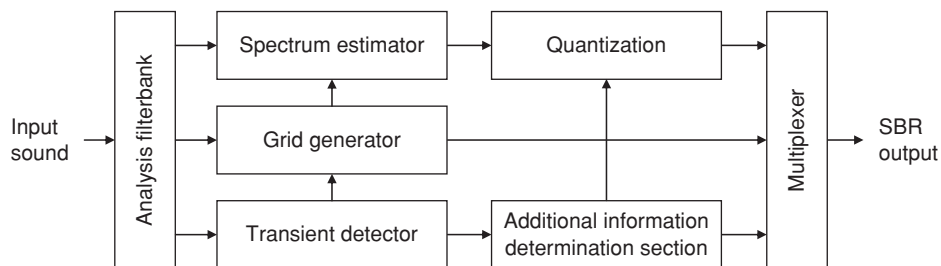 Input
sound
Analysis filterbank
Spectrum estimator
Quantization
Grid generator
Transient detector
Additional information
determination section
Multiplexer
SBR
output